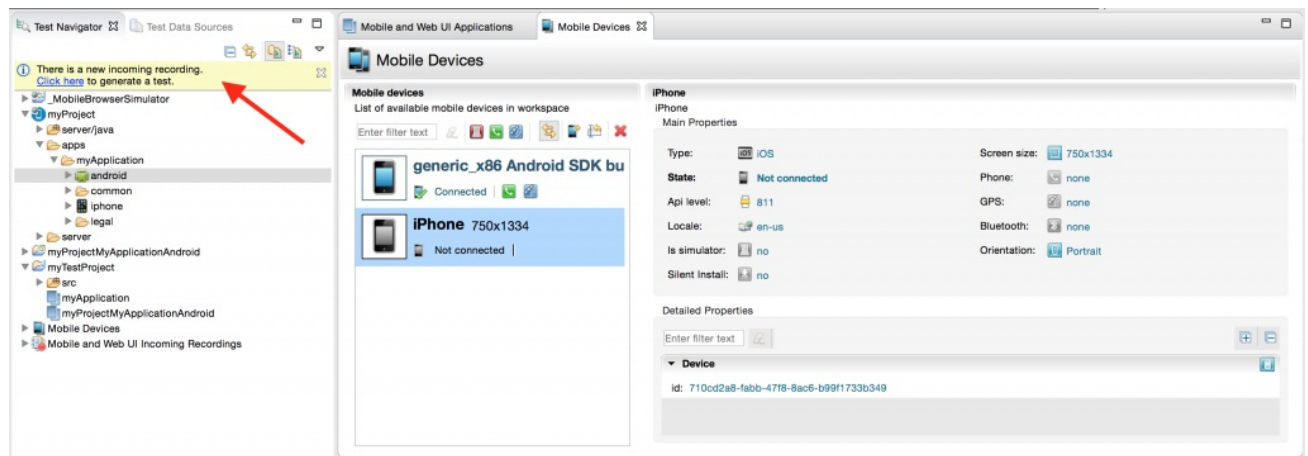 Test Navigator
Test Data Sources
There is a new incoming recording.
Click here to generate a test.
_MobileBrowserSimulator
myProject
server/java
apps
myApplication
android
common
iphone
legal
server
myProjectMyApplicationAndroid
myTestProject
src
myApplication
myProjectMyApplicationAndroid
Mobile Devices
Mobile and Web UI Incoming Recordings
Mobile and Web UI Applications
Mobile Devices
Mobile Devices
Mobile devices
List of available mobile devices in workspace
Enter filter text
generic_x86 Android SDK bu
Connected
iPhone 750x1334
Not connected
iPhone
iPhone
Main Properties
Type: iOS iOS
State: Not connected
Api level: 811
Locale: en-us
Is simulator: no
Silent Install: no
Screen size: 750x1334
Phone: none
GPS: none
Bluetooth: none
Orientation: Portrait
Detailed Properties
Enter filter text
Device
id: 710cd2a8-fabb-47f8-8ac6-b99f1733b349